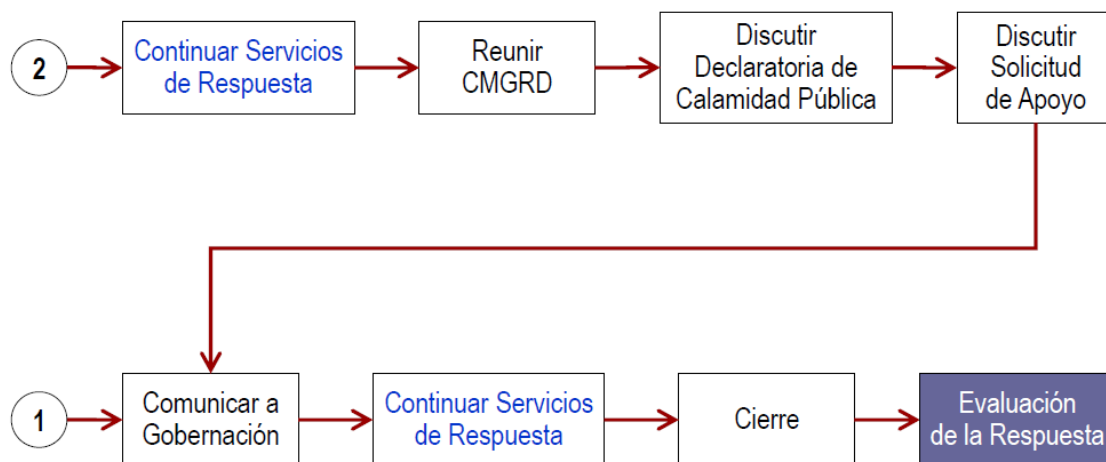 2
Continuar Servicios
de Respuesta
Reunir
CMGRD
Discutir
Declaratoria de
Calamidad Pública
Discutir
Solicitud
de Apoyo
1
Comunicar a
Gobernación
Continuar Servicios
de Respuesta
Cierre
Evaluación
de la Respuesta